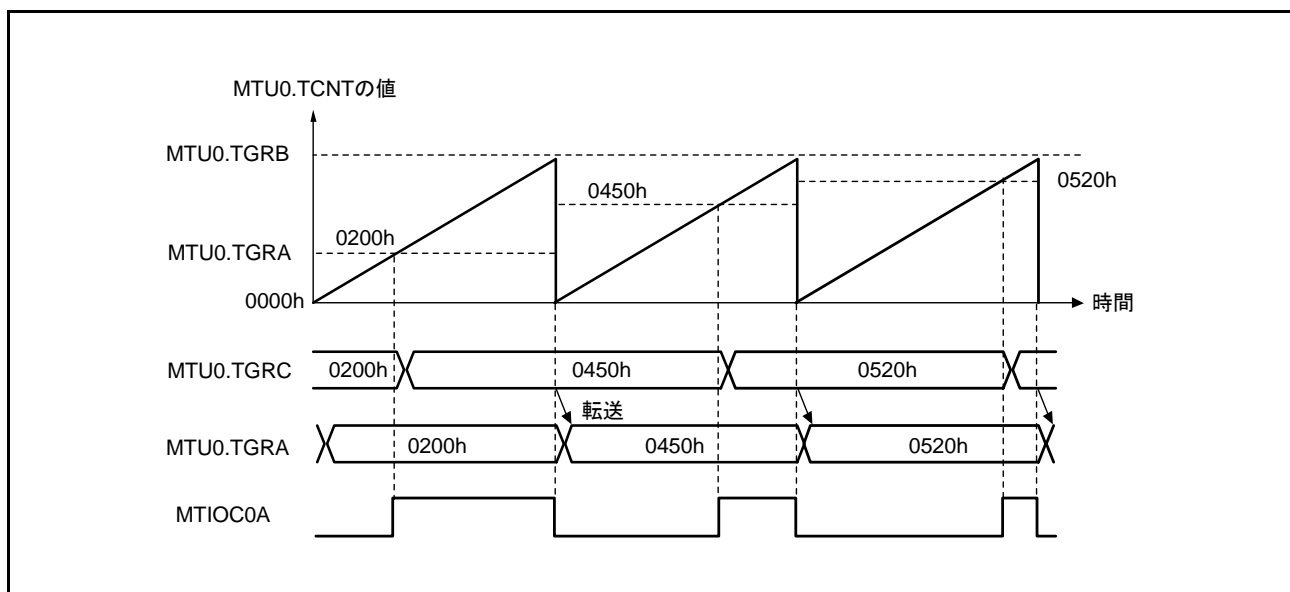 MTU0.TCNTの値
MTU0.TGRB
0520h
0450h
0200h
MTU0.TGRA
0000h
時間
MTU0.TGRC 0200h 0450h 0520h
転送
MTU0.TGRA 0200h 0450h 0520h
MTIOC0A